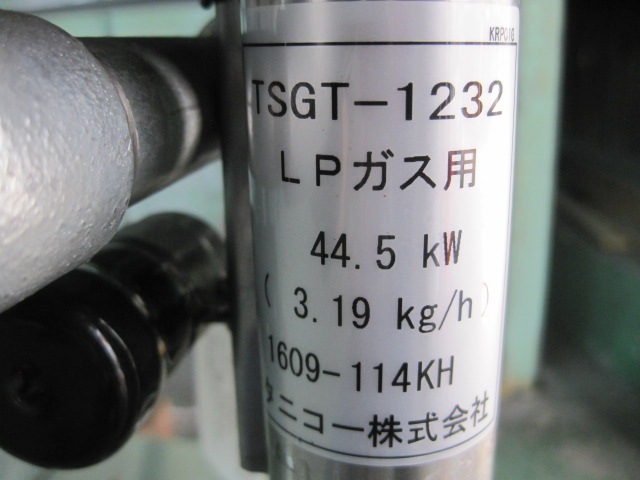 TSGT-1232
LPガス用
44.5 kW
( 3.19 kg/h )
1609-114KH
タニコー株式会社